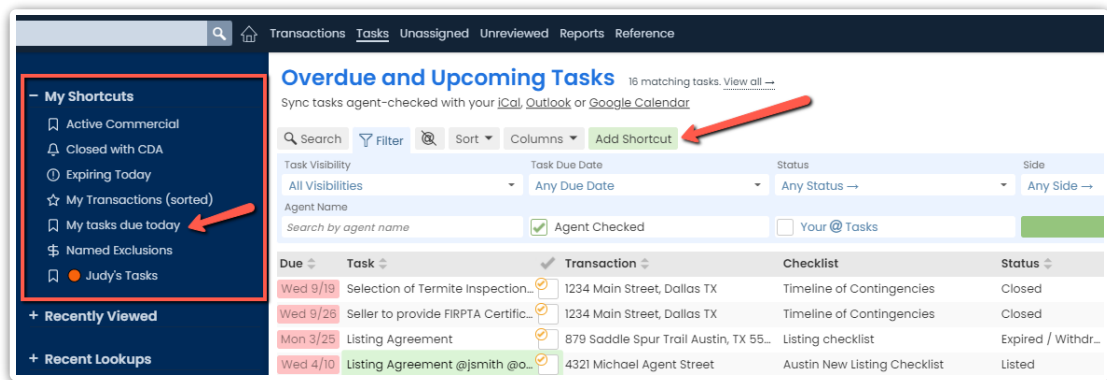 Transactions Tasks Unassigned Unreviewed Reports Reference
– My Shortcuts
Active Commercial
Closed with CDA
Expiring Today
My Transactions (sorted)
My tasks due today
Named Exclusions
Judy's Tasks
+ Recently Viewed
+ Recent Lookups
Overdue and Upcoming Tasks 16 matching tasks. View all →
Sync tasks agent-checked with your iCal, Outlook or Google Calendar
Search Filter Sort Columns Add Shortcut
Task Visibility Task Due Date Status Side
All Visibilities Any Due Date Any Status → Any Side →
Agent Name
Search by agent name Agent Checked Your @ Tasks
Due Task Transaction Checklist Status
Wed 9/19 Selection of Termite Inspection... 1234 Main Street, Dallas TX Timeline of Contingencies Closed
Wed 9/26 Seller to provide FIRPTA Certific... 1234 Main Street, Dallas TX Timeline of Contingencies Closed
Mon 3/25 Listing Agreement 879 Saddle Spur Trail Austin, TX 55... Listing checklist Expired / Withdr...
Wed 4/10 Listing Agreement @jsmith @o... 4321 Michael Agent Street Austin New Listing Checklist Listed